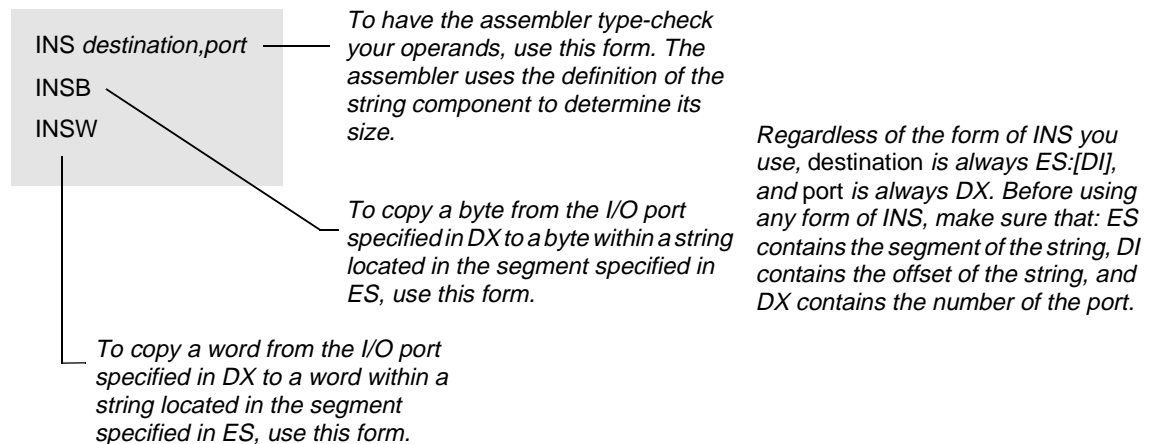 INS destination,port
INSB
INSW
To have the assembler type-check
your operands, use this form. The
assembler uses the definition of the
string component to determine its
size.
To copy a byte from the I/O port
specified in DX to a byte within a string
located in the segment specified in
ES, use this form.
To copy a word from the I/O port
specified in DX to a word within a
string located in the segment
specified in ES, use this form.
Regardless of the form of INS you
use, destination is always ES:[DI],
and port is always DX. Before using
any form of INS, make sure that: ES
contains the segment of the string, DI
contains the offset of the string, and
DX contains the number of the port.